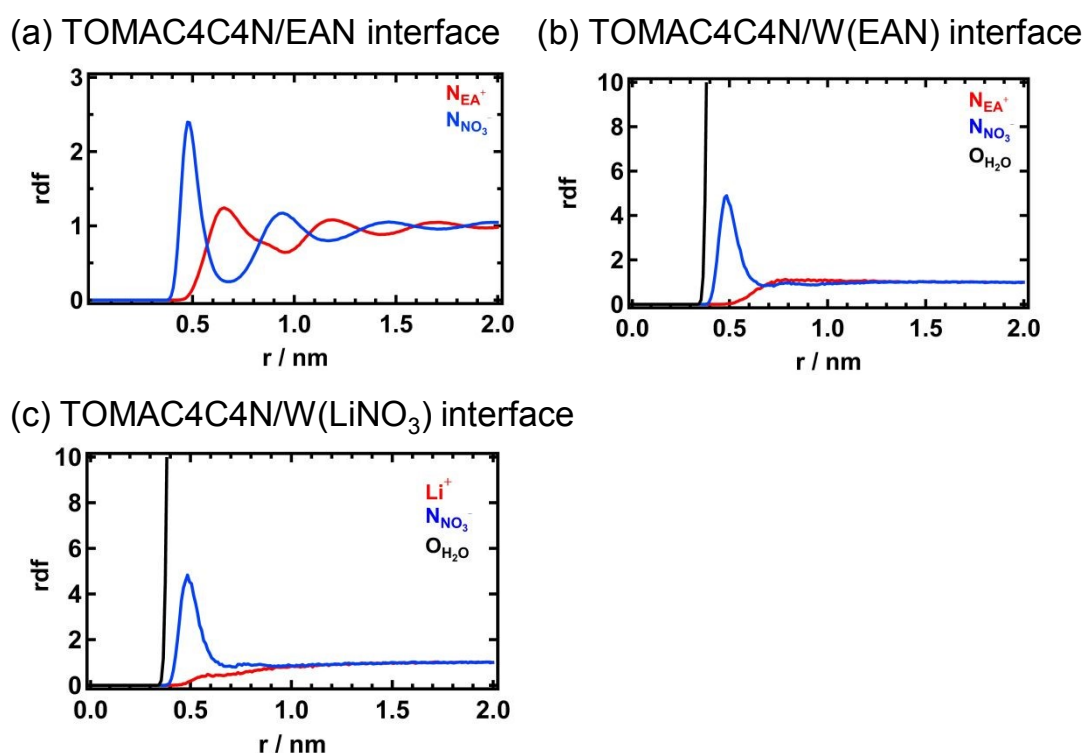 (a) TOMAC4C4N/EAN interface
(b) TOMAC4C4N/W(EAN) interface
3
2
1
0
rdf
N_EA⁺
N_NO₃⁻
0.5
1.0
1.5
2.0
r / nm
10
8
6
4
2
0
rdf
N_EA⁺
N_NO₃⁻
O_H₂O
0.0
0.5
1.0
1.5
2.0
r / nm
(c) TOMAC4C4N/W(LiNO₃) interface
10
8
6
4
2
0
rdf
Li⁺
N_NO₃⁻
O_H₂O
0.0
0.5
1.0
1.5
2.0
r / nm